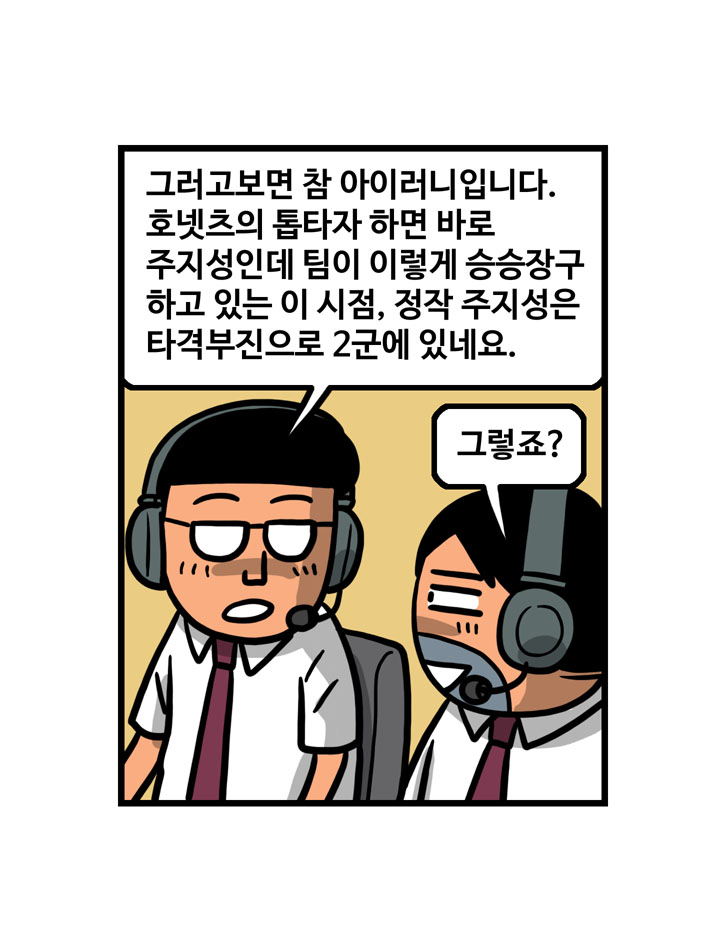 그러고보면 참 아이러니입니다.
호넷츠의 톱타자 하면 바로
주지성인데 팀이 이렇게 승승장구
하고 있는 이 시점, 정작 주지성은
타격부진으로 2군에 있네요.
그렇죠?